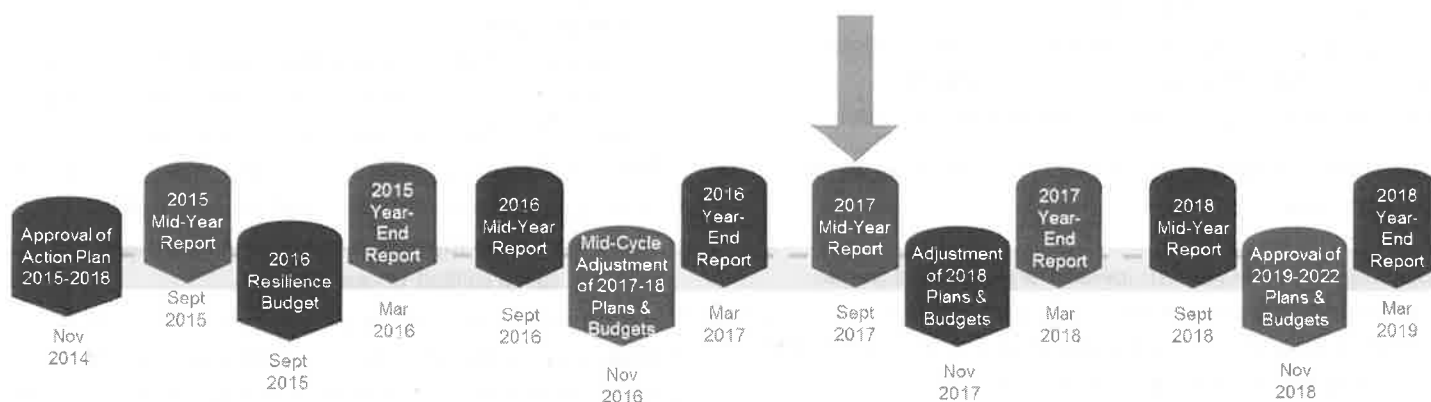 Approval of
Action Plan
2015-2018
Nov
2014
2015
Mid-Year
Report
Sept
2015
2016
Resilience
Budget
Sept
2015
2015
Year-
End
Report
Mar
2016
2016
Mid-Year
Report
Sept
2016
Mid-Cycle
Adjustment
of 2017-18
Plans &
Budgets
Nov
2016
2016
Year-
End
Report
Mar
2017
2017
Mid-Year
Report
Sept
2017
Adjustment
of 2018
Plans &
Budgets
Nov
2017
2017
Year-
End
Report
Mar
2018
2018
Mid-Year
Report
Sept
2018
Approval of
2019-2022
Plans &
Budgets
Nov
2018
2018
Year-
End
Report
Mar
2019